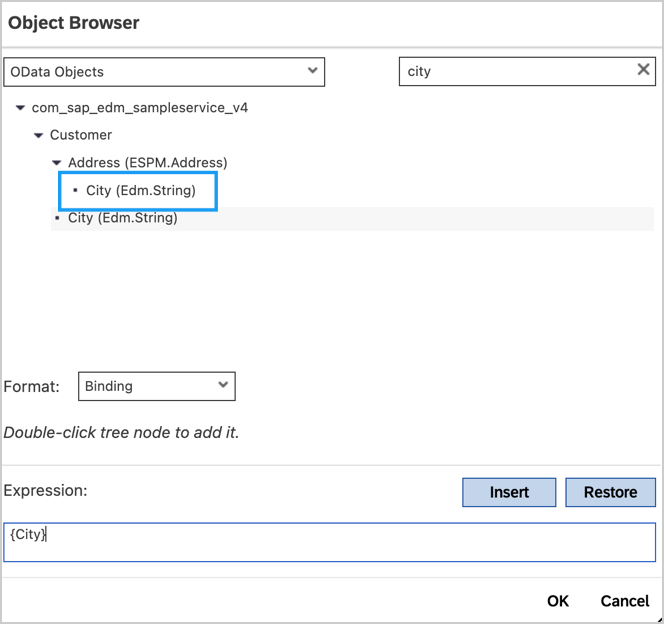 Object Browser
OData Objects
city
com_sap_edm_sampleservice_v4
Customer
Address (ESPM.Address)
City (Edm.String)
City (Edm.String)
Format:
Binding
Double-click tree node to add it.
Expression:
Insert
Restore
{City}
OK
Cancel